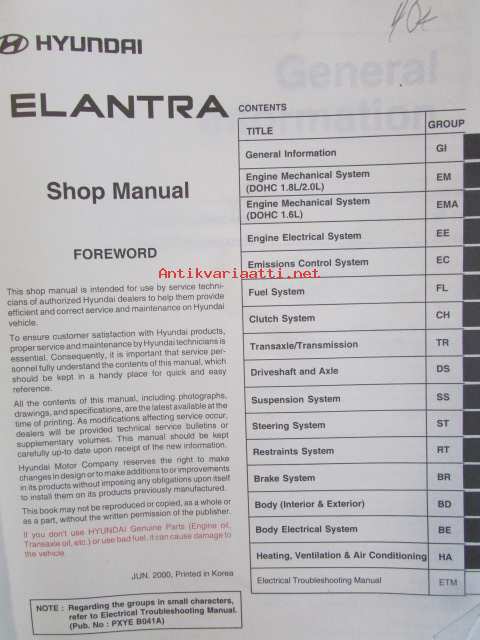 HYUNDAI
ELANTRA
Shop Manual
FOREWORD
This shop manual is intended for use by service techni-
cians of authorized Hyundai dealers to help them provide
efficient and correct service and maintenance on Hyundai
vehicle.
To ensure customer satisfaction with Hyundai products,
proper service and maintenance by Hyundai technicians is
essential. Consequently, it is important that service per-
sonnel fully understand the contents of this manual, which
should be kept in a handy place for quick and easy
reference.
All the contents of this manual, including photographs,
drawings, and specifications, are the latest available at the
time of printing. As modifications affecting service occur,
dealers will be provided technical service bulletins or
supplementary volumes. This manual should be kept
carefully up-to date upon receipt of the new information.
Hyundai Motor Company reserves the right to make
changes in design or to make additions to or improvements
in its products without imposing any obligations upon itself
to install them on its products previously manufactured.
This book may not be reproduced or copied, as a whole or
as a part, without the written permission of the publisher.
If you don't use HYUNDAI Genuine Parts (Engine oil,
Transaxle oil, etc.) or use bad fuel, it can cause damage to
the vehicle.
JUN. 2000, Printed in Korea
NOTE : Regarding the groups in small characters,
refer to Electrical Troubleshooting Manual.
(Pub. No : PXYE B041A)
General
Information
CONTENTS
TITLE GROUP
General Information GI
Engine Mechanical System EM
(DOHC 1.8L/2.0L)
Engine Mechanical System EMA
(DOHC 1.6L)
Engine Electrical System EE
Emissions Control System EC
Fuel System FL
Clutch System CH
Transaxle/Transmission TR
Driveshaft and Axle DS
Suspension System SS
Steering System ST
Restraints System RT
Brake System BR
Body (Interior & Exterior) BD
Body Electrical System BE
Heating, Ventilation & Air Conditioning HA
Electrical Troubleshooting Manual ETM
Antikvariaatti.net